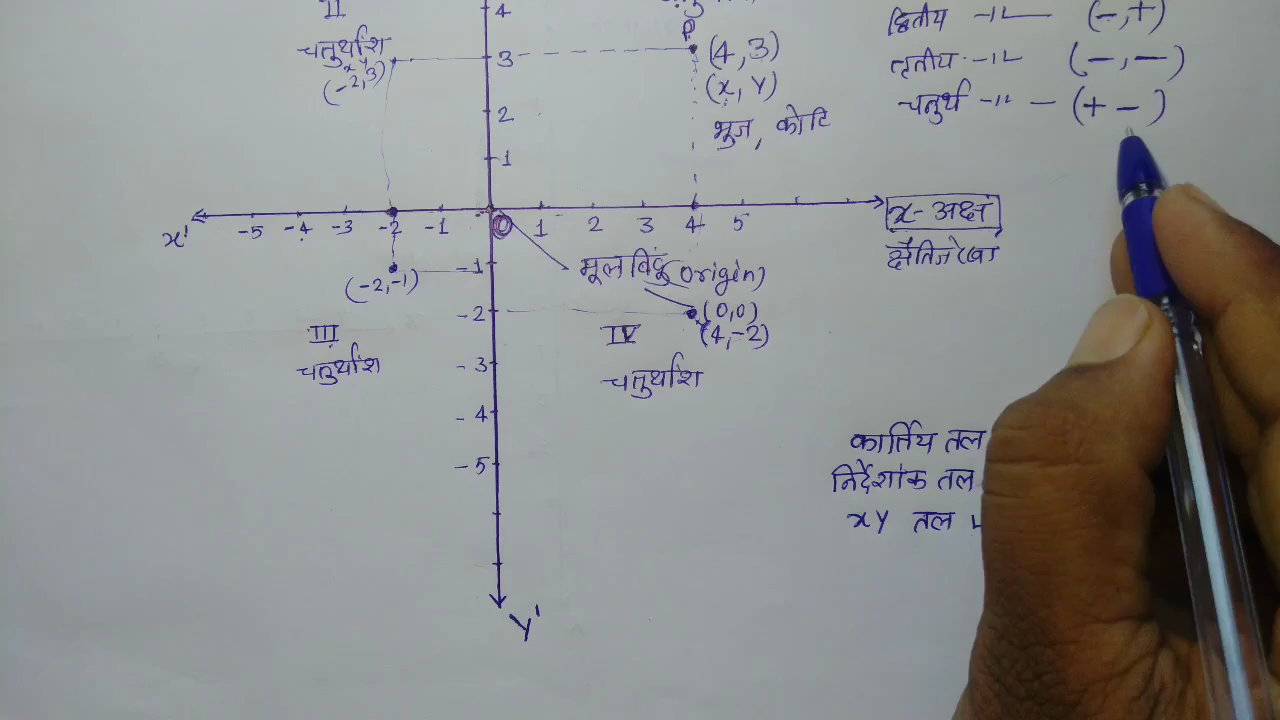 II
चतुर्थांश
x y
(-2,3)
4
3
2
1
P
(4,3)
(x, y)
भुज, कोटि
द्वितीय -॥- (-,+)
तृतीय -॥- (-,-)
चतुर्थ -॥- (+ -)
x'
-5 -4 -3 -2 -1 1 2 3 4 5
x-अक्ष
क्षैतिज रेखा
(-2,-1)
मूल बिंदु (origin)
(0,0)
(4,-2)
-1
-2
-3
-4
-5
III
चतुर्थांश
IV
चतुर्थांश
कार्तिय तल
निर्देशांक तल
xy तल
Y'